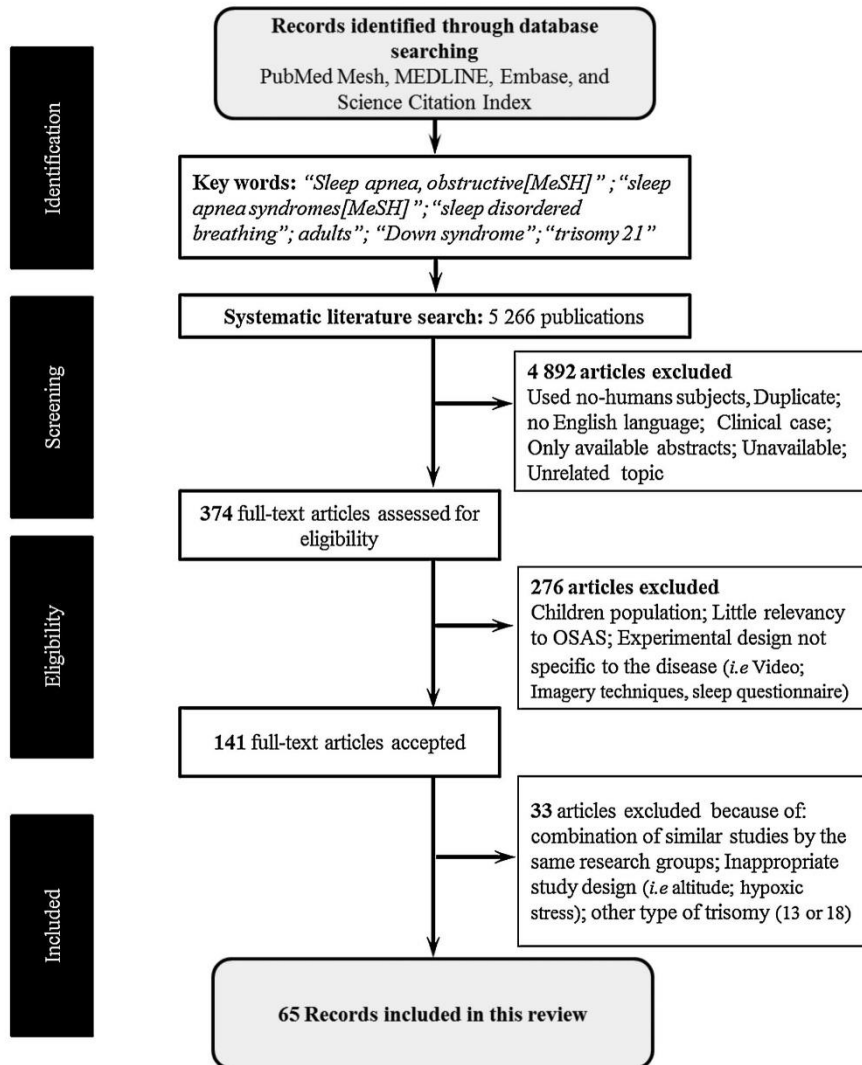 Identification
Records identified through database
searching
PubMed Mesh, MEDLINE, Embase, and
Science Citation Index
Key words: “Sleep apnea, obstructive[MeSH] ” ; “sleep
apnea syndromes[MeSH] ”; “sleep disordered
breathing”; adults”; “Down syndrome”; “trisomy 21”
Screening
Systematic literature search: 5 266 publications
4 892 articles excluded
Used no-humans subjects, Duplicate;
no English language; Clinical case;
Only available abstracts; Unavailable;
Unrelated topic
374 full-text articles assessed for
eligibility
Eligibility
276 articles excluded
Children population; Little relevancy
to OSAS; Experimental design not
specific to the disease (i.e Video;
Imagery techniques, sleep questionnaire)
141 full-text articles accepted
Included
33 articles excluded because of:
combination of similar studies by the
same research groups; Inappropriate
study design (i.e altitude; hypoxic
stress); other type of trisomy (13 or 18)
65 Records included in this review